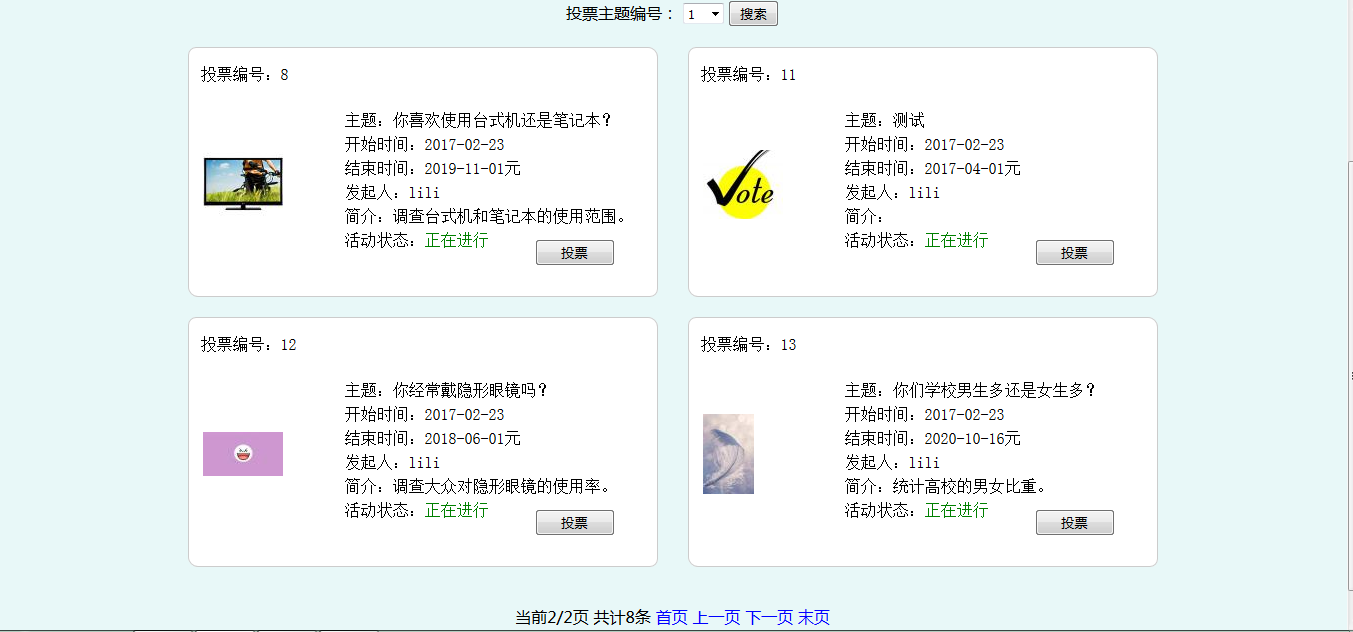 投票主题编号： 1 搜索
投票编号：8
主题：你喜欢使用台式机还是笔记本？
开始时间：2017-02-23
结束时间：2019-11-01元
发起人：lili
简介：调查台式机和笔记本的使用范围。
活动状态：正在进行
投票
投票编号：11
Vote
主题：测试
开始时间：2017-02-23
结束时间：2017-04-01元
发起人：lili
简介：
活动状态：正在进行
投票
投票编号：12
主题：你经常戴隐形眼镜吗？
开始时间：2017-02-23
结束时间：2018-06-01元
发起人：lili
简介：调查大众对隐形眼镜的使用率。
活动状态：正在进行
投票
投票编号：13
主题：你们学校男生多还是女生多？
开始时间：2017-02-23
结束时间：2020-10-16元
发起人：lili
简介：统计高校的男女比重。
活动状态：正在进行
投票
当前2/2页 共计8条 首页 上一页 下一页 末页